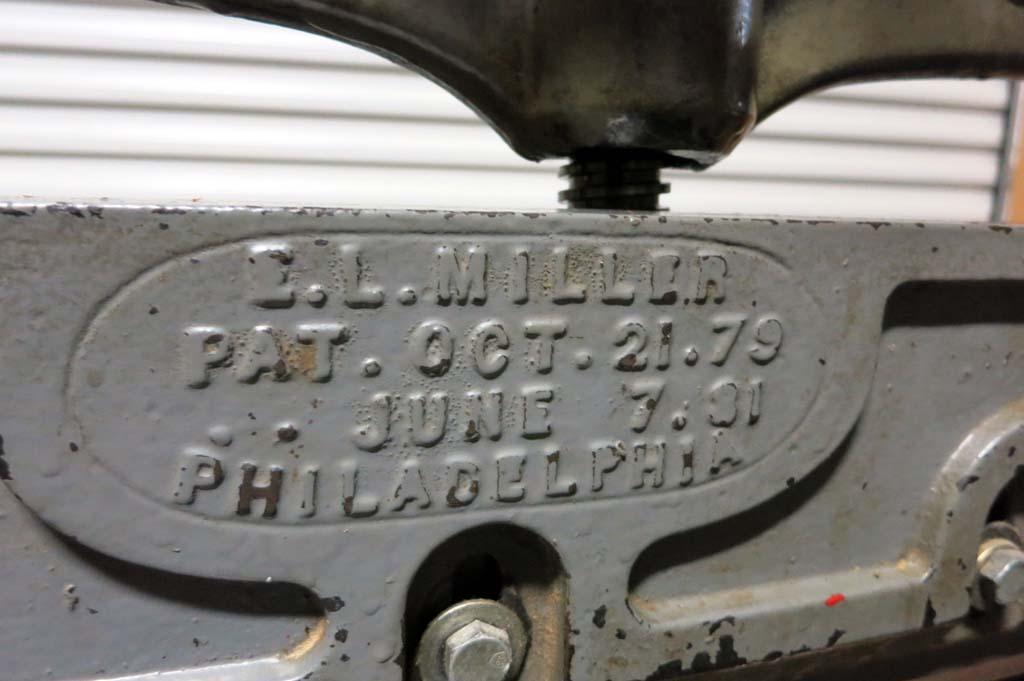 E.L.MILLER
PAT. OCT. 21.79
. . JUNE 7.81
PHILADELPHIA